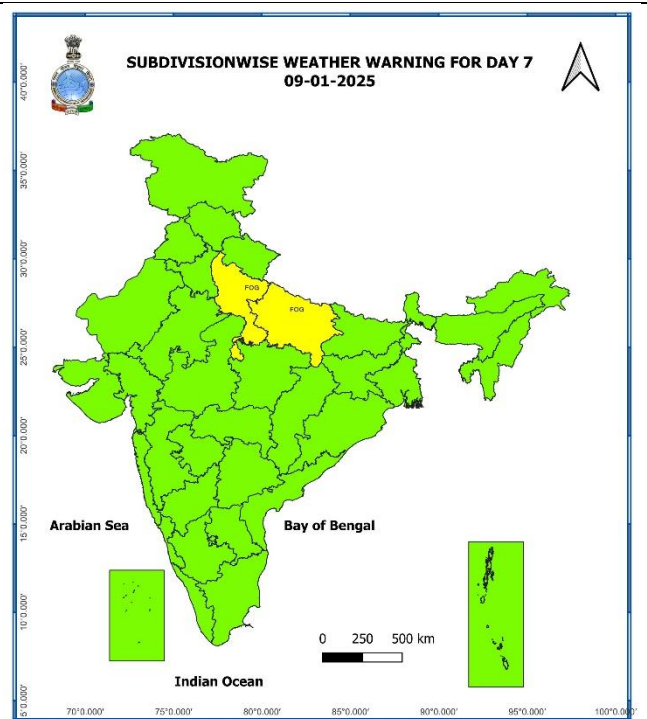 SUBDIVISIONWISE WEATHER WARNING FOR DAY 7
09-01-2025
40°0.000'
35°0.000'
30°0.000'
25°0.000'
20°0.000'
15°0.000'
10°0.000'
5°0.000'
FOG
FOG
Arabian Sea
Bay of Bengal
0 250 500 km
Indian Ocean
70°0.000' 75°0.000' 80°0.000' 85°0.000' 90°0.000' 95°0.000' 100°0.000'